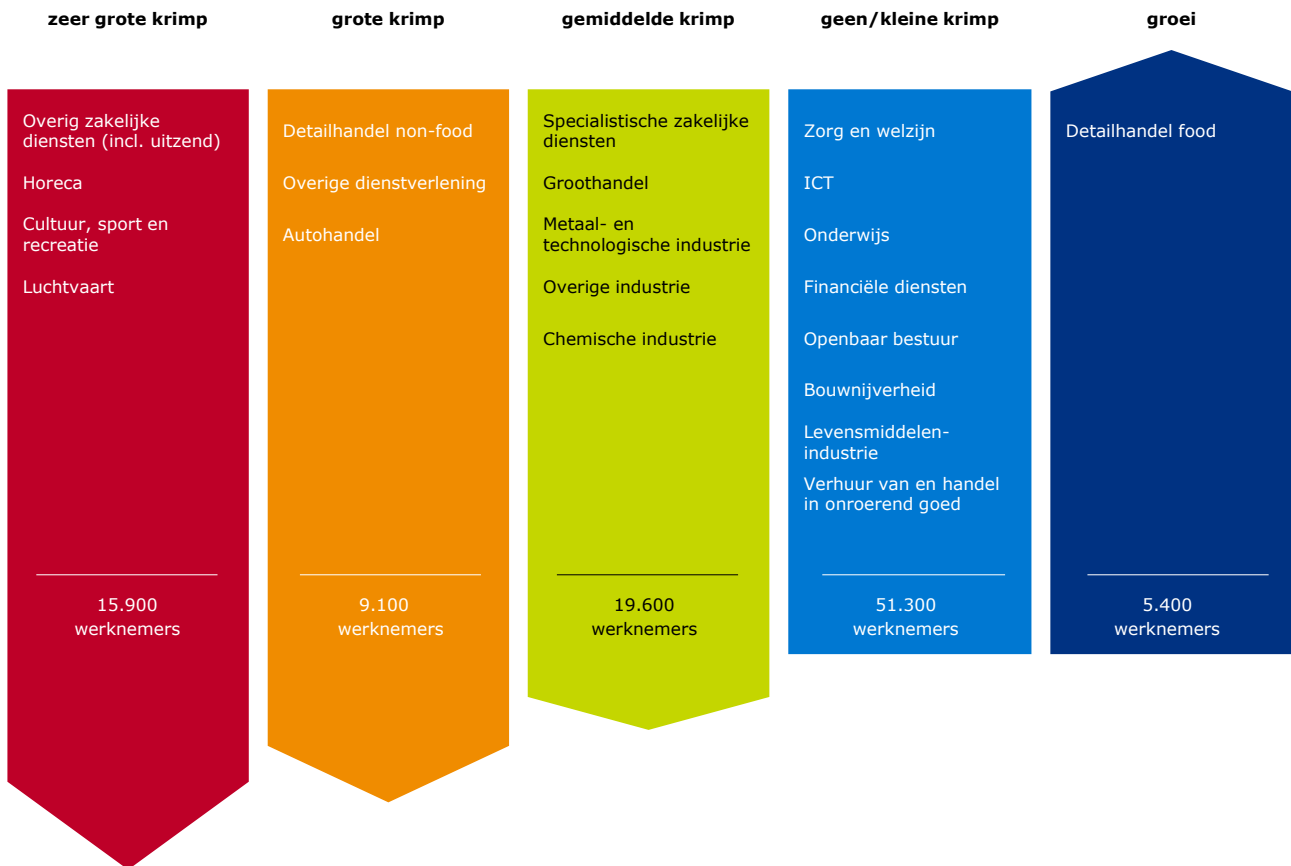 zeer grote krimp
Overig zakelijke
diensten (incl. uitzend)
Horeca
Cultuur, sport en
recreatie
Luchtvaart
15.900
werknemers
grote krimp
Detailhandel non-food
Overige dienstverlening
Autohandel
9.100
werknemers
gemiddelde krimp
Specialistische zakelijke
diensten
Groothandel
Metaal- en
technologische industrie
Overige industrie
Chemische industrie
19.600
werknemers
geen/kleine krimp
Zorg en welzijn
ICT
Onderwijs
Financiële diensten
Openbaar bestuur
Bouwnijverheid
Levensmiddelen-
industrie
Verhuur van en handel
in onroerend goed
51.300
werknemers
groei
Detailhandel food
5.400
werknemers